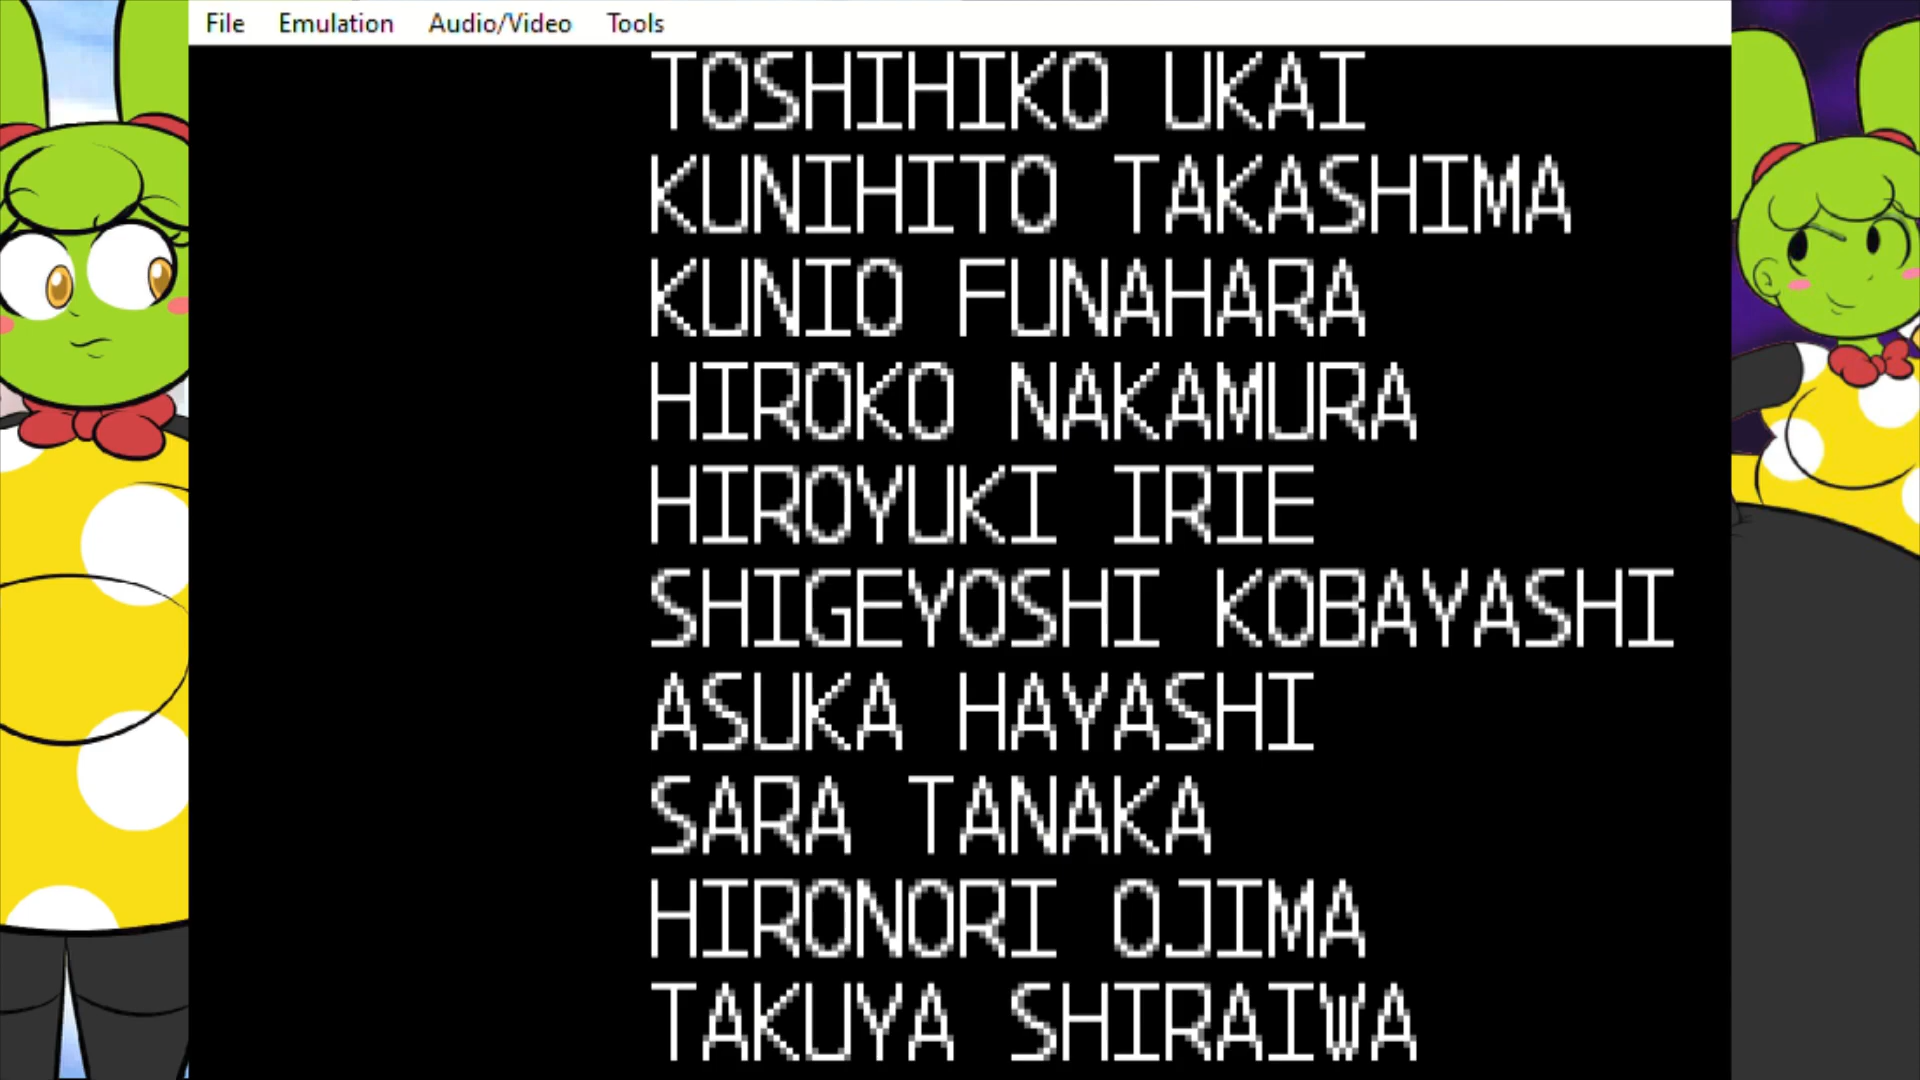 File Emulation Audio/Video Tools
TOSHIHIKO UKAI
KUNIHITO TAKASHIMA
KUNIO FUNAHARA
HIROKO NAKAMURA
HIROYUKI IRIE
SHIGEYOSHI KOBAYASHI
ASUKA HAYASHI
SARA TANAKA
HIRONORI OJIMA
TAKUYA SHIRAIWA